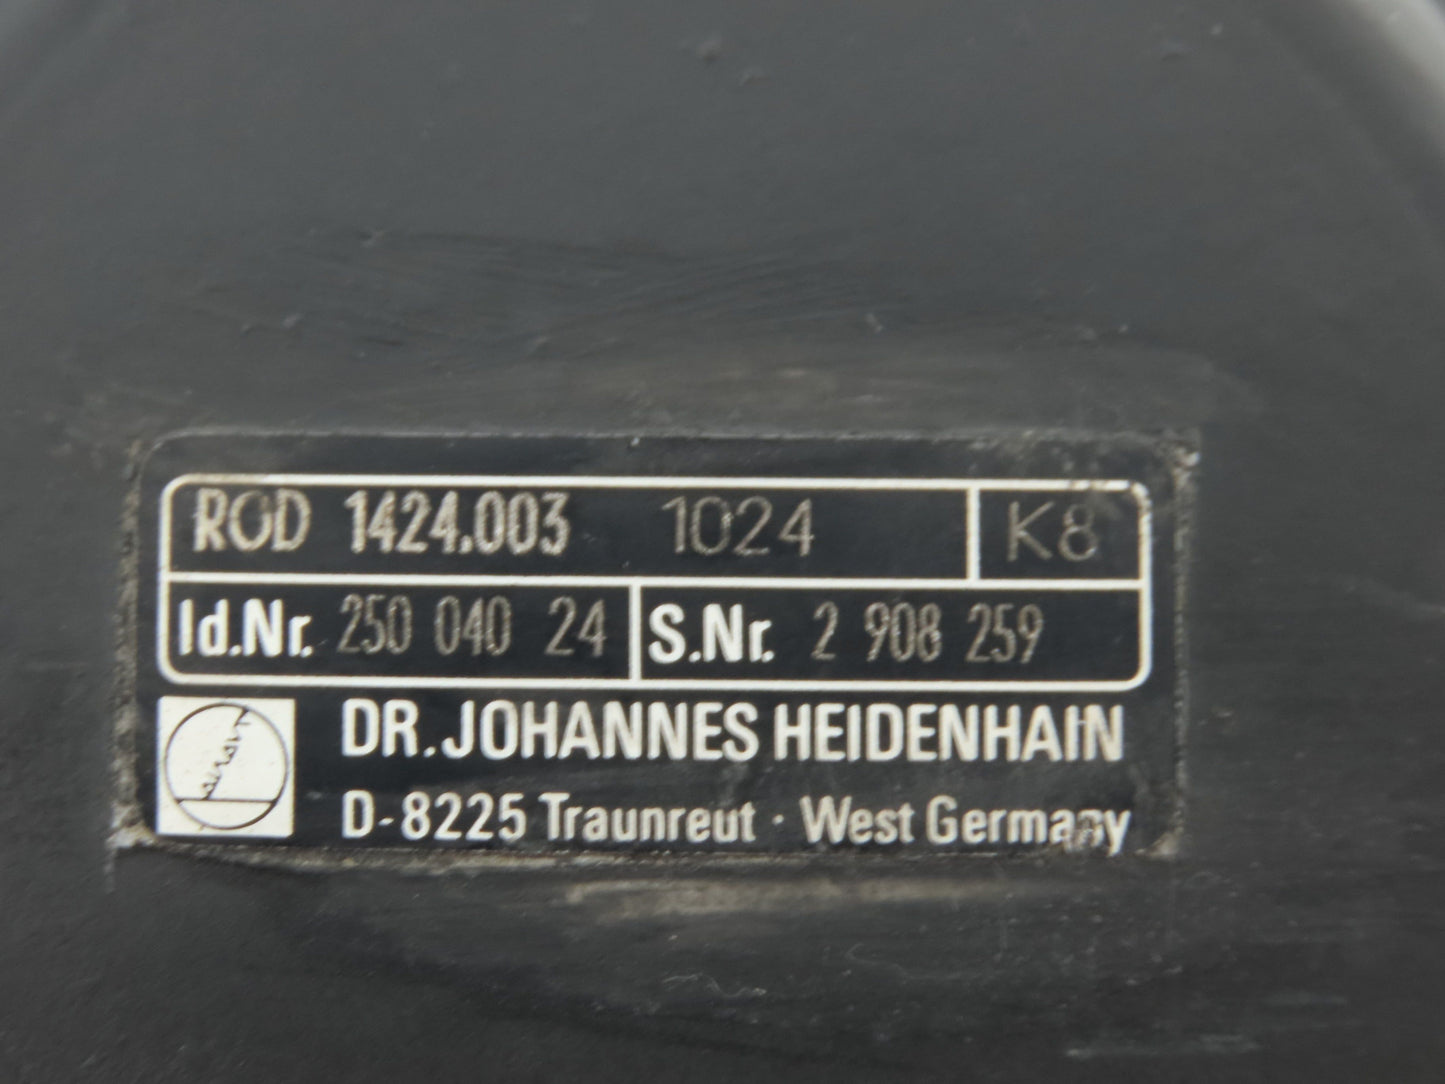 ROD 1424.003 1024 K8
Id.Nr. 250 040 24 S.Nr. 2 908 259
DR. JOHANNES HEIDENHAIN
D-8225 Traunreut · West Germany